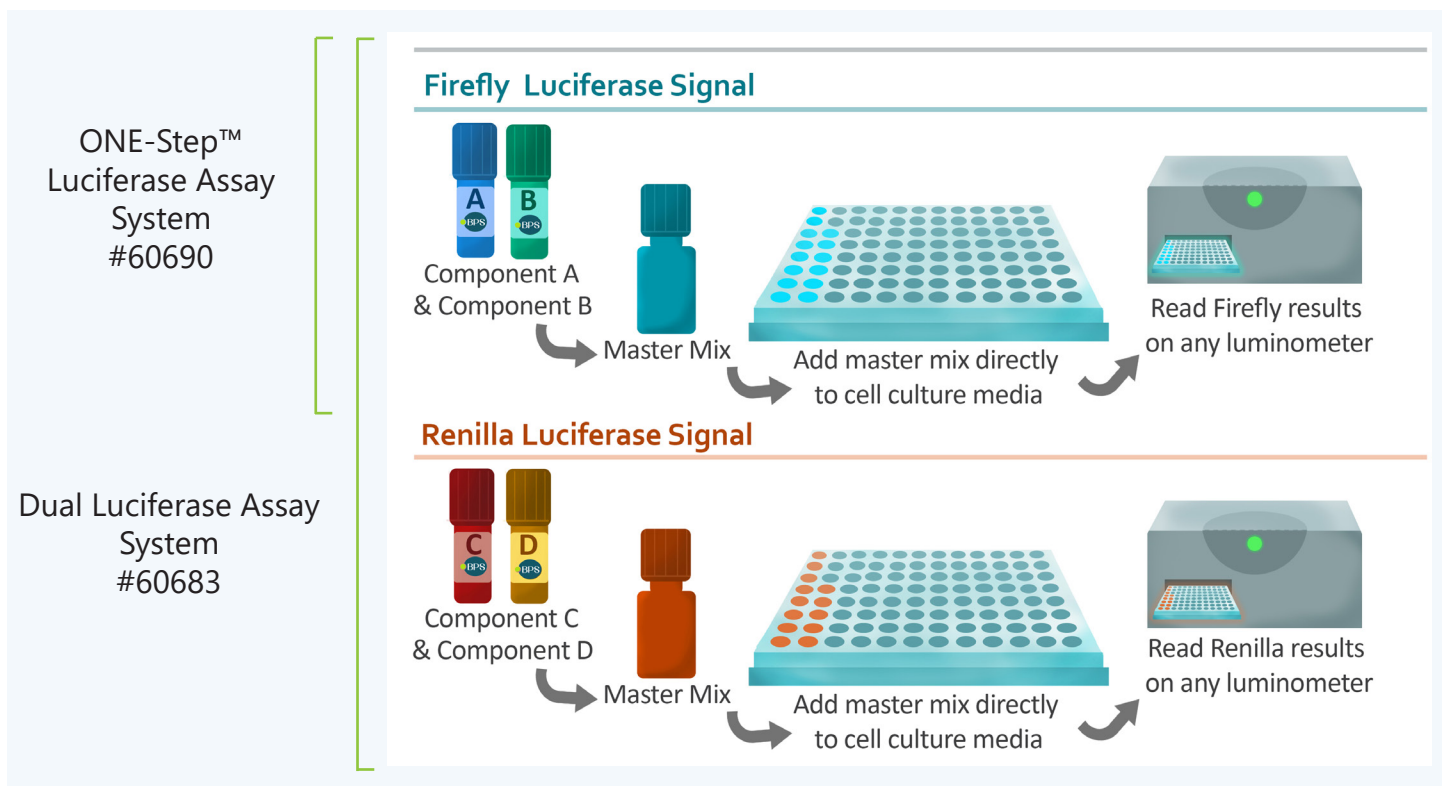 ONE-Step™
Luciferase Assay
System
#60690
Dual Luciferase Assay
System
#60683
Firefly Luciferase Signal
A
BPS
B
BPS
Component A
& Component B
Master Mix
Add master mix directly
to cell culture media
Read Firefly results
on any luminometer
Renilla Luciferase Signal
C
BPS
D
BPS
Component C
& Component D
Master Mix
Add master mix directly
to cell culture media
Read Renilla results
on any luminometer